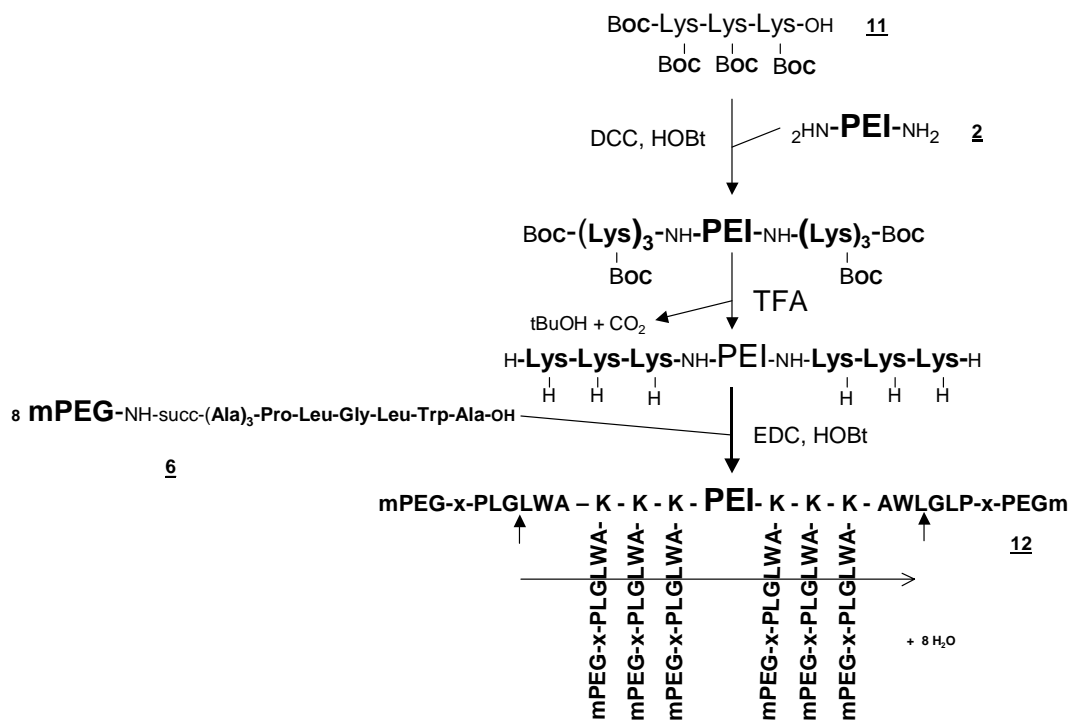 Boc-Lys-Lys-Lys-OH 11
Boc Boc Boc
DCC, HOBt
2HN-PEI-NH2 2
Boc-(Lys)3-NH-PEI-NH-(Lys)3-Boc
Boc Boc
TFA
tBuOH + CO2
H-Lys-Lys-Lys-NH-PEI-NH-Lys-Lys-Lys-H
H H H H H H
8 mPEG-NH-succ-(Ala)3-Pro-Leu-Gly-Leu-Trp-Ala-OH
6
EDC, HOBt
mPEG-x-PLGLWA – K - K - K - PEI- K - K - K - AWLGLP-x-PEGm
12
mPEG-x-PLGLWA-
mPEG-x-PLGLWA-
mPEG-x-PLGLWA-
mPEG-x-PLGLWA-
mPEG-x-PLGLWA-
mPEG-x-PLGLWA-
+ 8 H2O